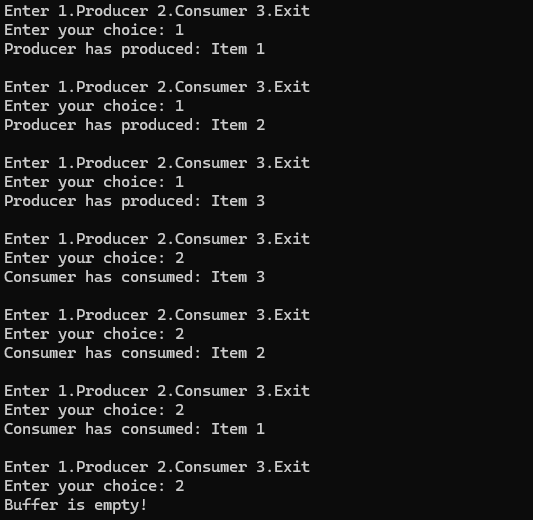 Enter 1.Producer 2.Consumer 3.Exit
Enter your choice: 1
Producer has produced: Item 1
Enter 1.Producer 2.Consumer 3.Exit
Enter your choice: 1
Producer has produced: Item 2
Enter 1.Producer 2.Consumer 3.Exit
Enter your choice: 1
Producer has produced: Item 3
Enter 1.Producer 2.Consumer 3.Exit
Enter your choice: 2
Consumer has consumed: Item 3
Enter 1.Producer 2.Consumer 3.Exit
Enter your choice: 2
Consumer has consumed: Item 2
Enter 1.Producer 2.Consumer 3.Exit
Enter your choice: 2
Consumer has consumed: Item 1
Enter 1.Producer 2.Consumer 3.Exit
Enter your choice: 2
Buffer is empty!